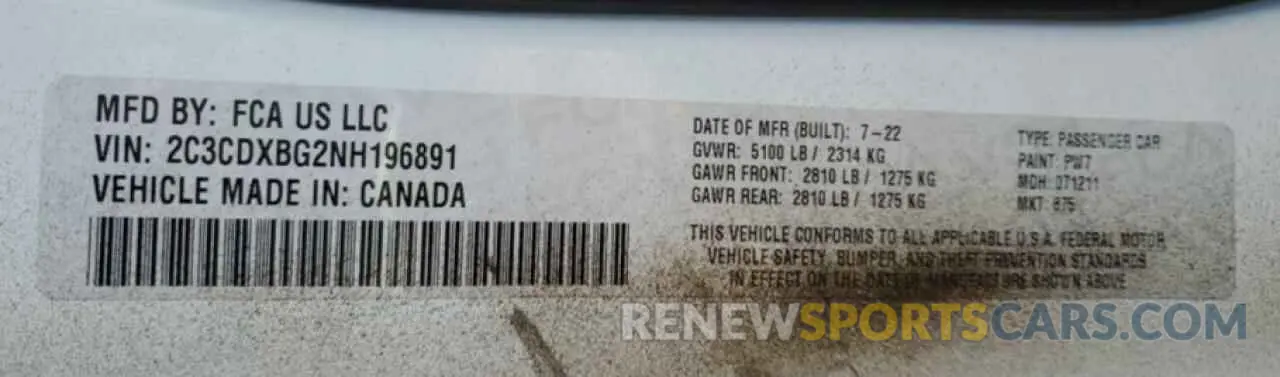 MFD BY: FCA US LLC
VIN: 2C3CDXBG2NH196891
VEHICLE MADE IN: CANADA
DATE OF MFR (BUILT): 7-22
GVWR: 5100 LB / 2314 KG
GAWR FRONT: 2810 LB / 1275 KG
GAWR REAR: 2810 LB / 1275 KG
TYPE: PASSENGER CAR
PAINT: PW7
MDH: 071211
MKT: 875
THIS VEHICLE CONFORMS TO ALL APPLICABLE U.S.A. FEDERAL MOTOR
VEHICLE SAFETY, BUMPER, AND THEFT PREVENTION STANDARDS
IN EFFECT ON THE DATE OF MANUFACTURE SHOWN ABOVE
RENEWSPORTSCARS.COM